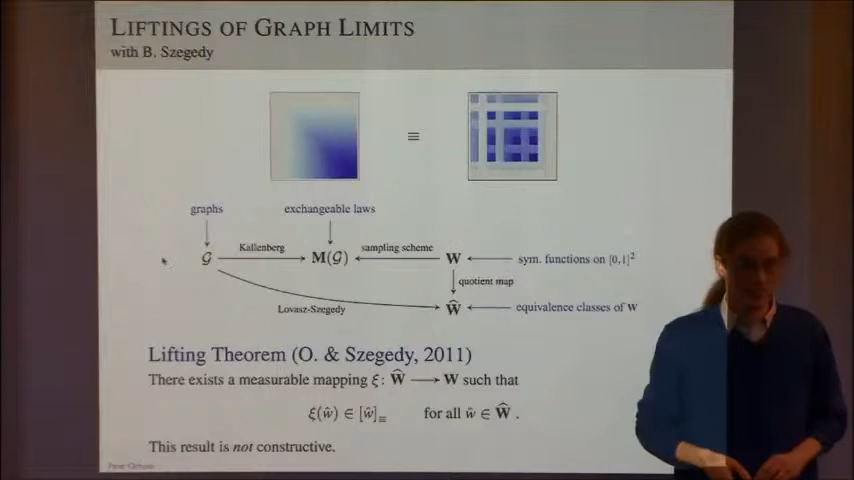 LIFTINGS OF GRAPH LIMITS
with B. Szegedy
≡
graphs
exchangeable laws
𝒢 Kallenberg M(𝒢) sampling scheme W sym. functions on [0,1]²
quotient map
Lovasz-Szegedy Ŵ equivalence classes of W
Lifting Theorem (O. & Szegedy, 2011)
There exists a measurable mapping ξ: Ŵ ⟶ W such that
ξ(ŵ) ∈ [ŵ]≡ for all ŵ ∈ Ŵ .
This result is not constructive.